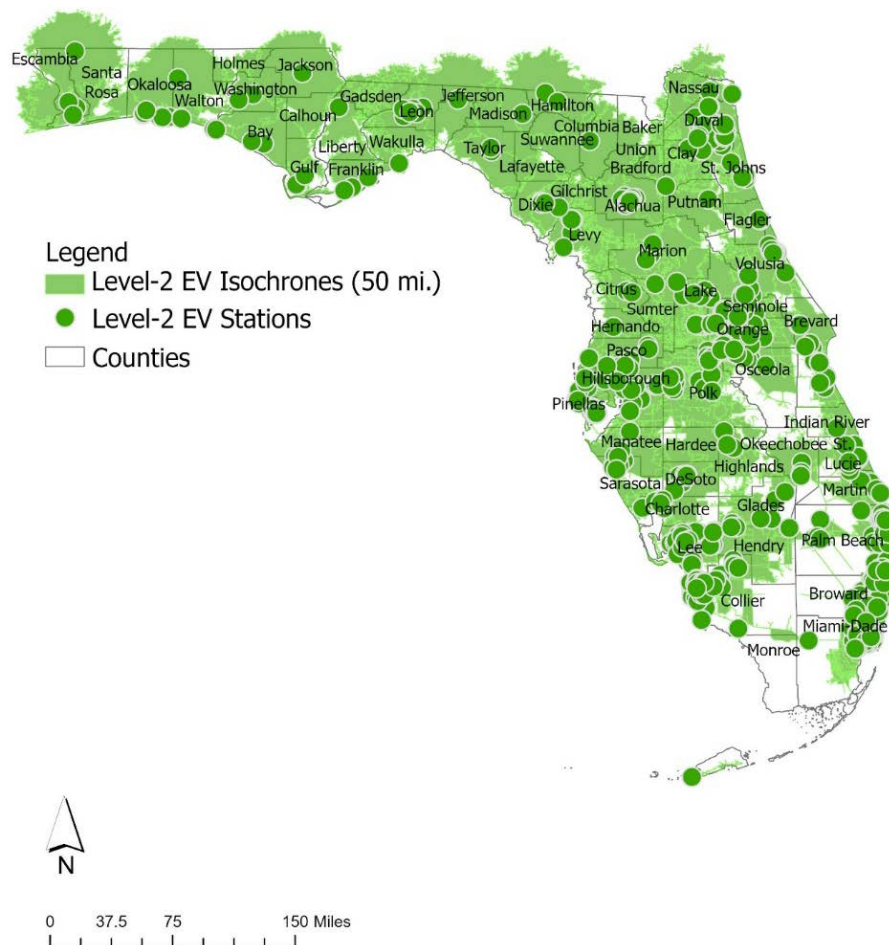 Escambia
Santa
Rosa
Okaloosa
Walton
Holmes
Washington
Jackson
Bay
Calhoun
Gulf
Gadsden
Liberty
Franklin
Leon
Wakulla
Jefferson
Madison
Taylor
Hamilton
Suwannee
Lafayette
Columbia
Dixie
Gilchrist
Levy
Baker
Union
Bradford
Alachua
Nassau
Duval
Clay
St. Johns
Putnam
Flagler
Marion
Volusia
Citrus
Sumter
Lake
Seminole
Hernando
Orange
Brevard
Pasco
Osceola
Hillsborough
Polk
Pinellas
Indian River
Manatee
Hardee
Okeechobee
St.
Lucie
Highlands
Sarasota
DeSoto
Martin
Charlotte
Glades
Lee
Hendry
Palm Beach
Collier
Broward
Miami-Dade
Monroe
Legend
Level-2 EV Isochrones (50 mi.)
Level-2 EV Stations
Counties
N
0 37.5 75 150 Miles